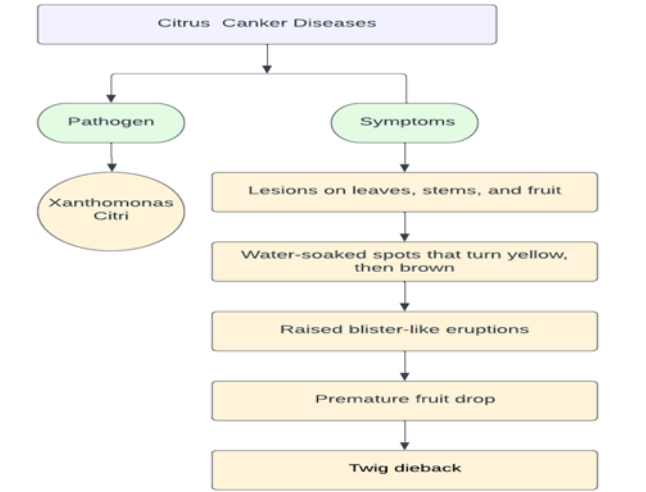 Citrus Canker Diseases
Pathogen
Symptoms
Xanthomonas
Citri
Lesions on leaves, stems, and fruit
Water-soaked spots that turn yellow,
then brown
Raised blister-like eruptions
Premature fruit drop
Twig dieback